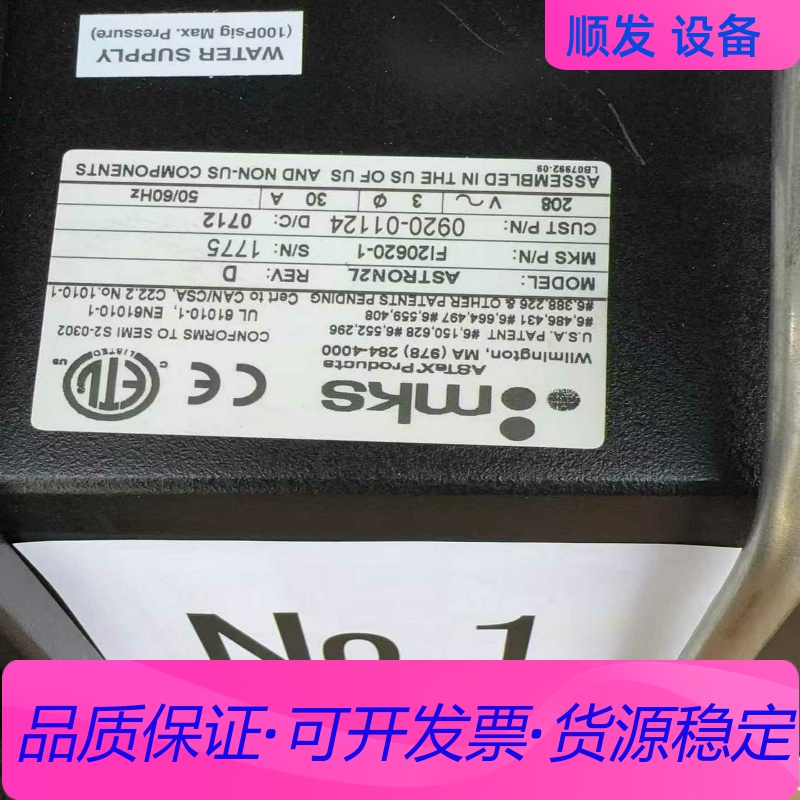 顺发 设备
WATER SUPPLY
(100Psig Max. Pressure)
mks
ASTeX Products
Wilmington, MA (978) 284-4000
CE
ETL
LISTED
C US
CONFORMS TO SEMI S2-0302
UL 61010-1, EN61010-1
Cert to CAN/CSA, C22.2 No.1010-1
U.S.A. PATENT #6,150,628 #6,552,296
#6,486,431 #6,664,497 #6,559,408
#6,388,226 & OTHER PATENTS PENDING
MODEL: ASTRON2L REV: D
MKS P/N: FI20620-1 S/N: 1775
CUST P/N: 0920-01124 D/C: 0712
208 V ~ 3 Ø 30 A 50/60Hz
ASSEMBLED IN THE US OF US AND NON-US COMPONENTS
LB07992-09
No 1
品质保证·可开发票·货源稳定